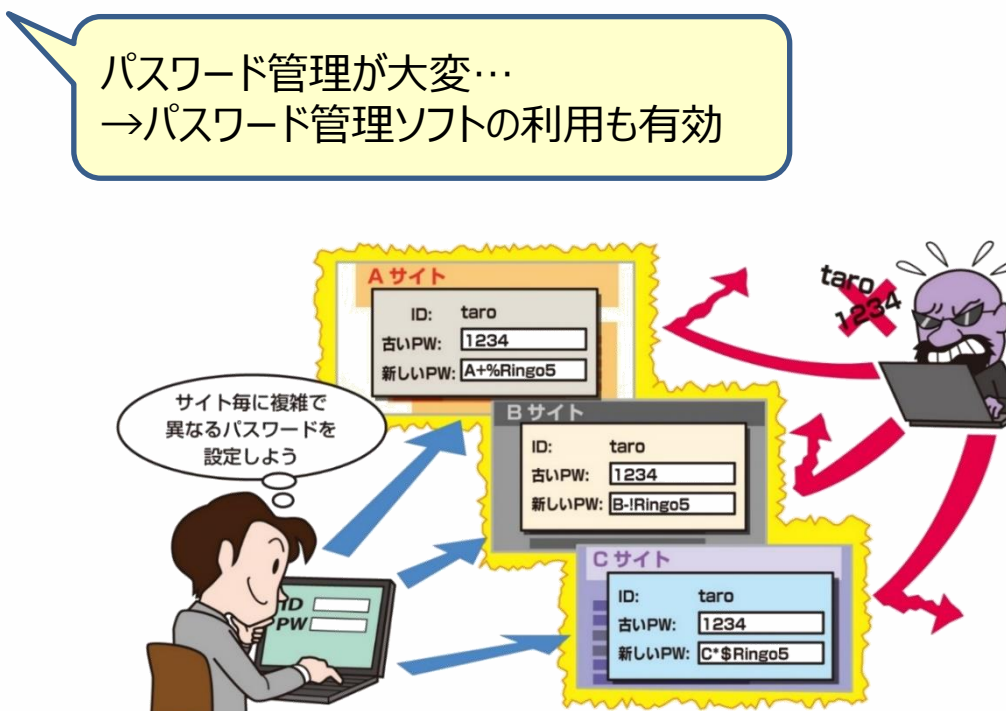 パスワード管理が大変…
→パスワード管理ソフトの利用も有効
Aサイト
ID: taro
古いPW: 1234
新しいPW: A+%Ringo5
taro
1234
サイト毎に複雑で
異なるパスワードを
設定しよう
Bサイト
ID: taro
古いPW: 1234
新しいPW: B-!Ringo5
Cサイト
ID: taro
古いPW: 1234
新しいPW: C*$Ringo5
ID
PW